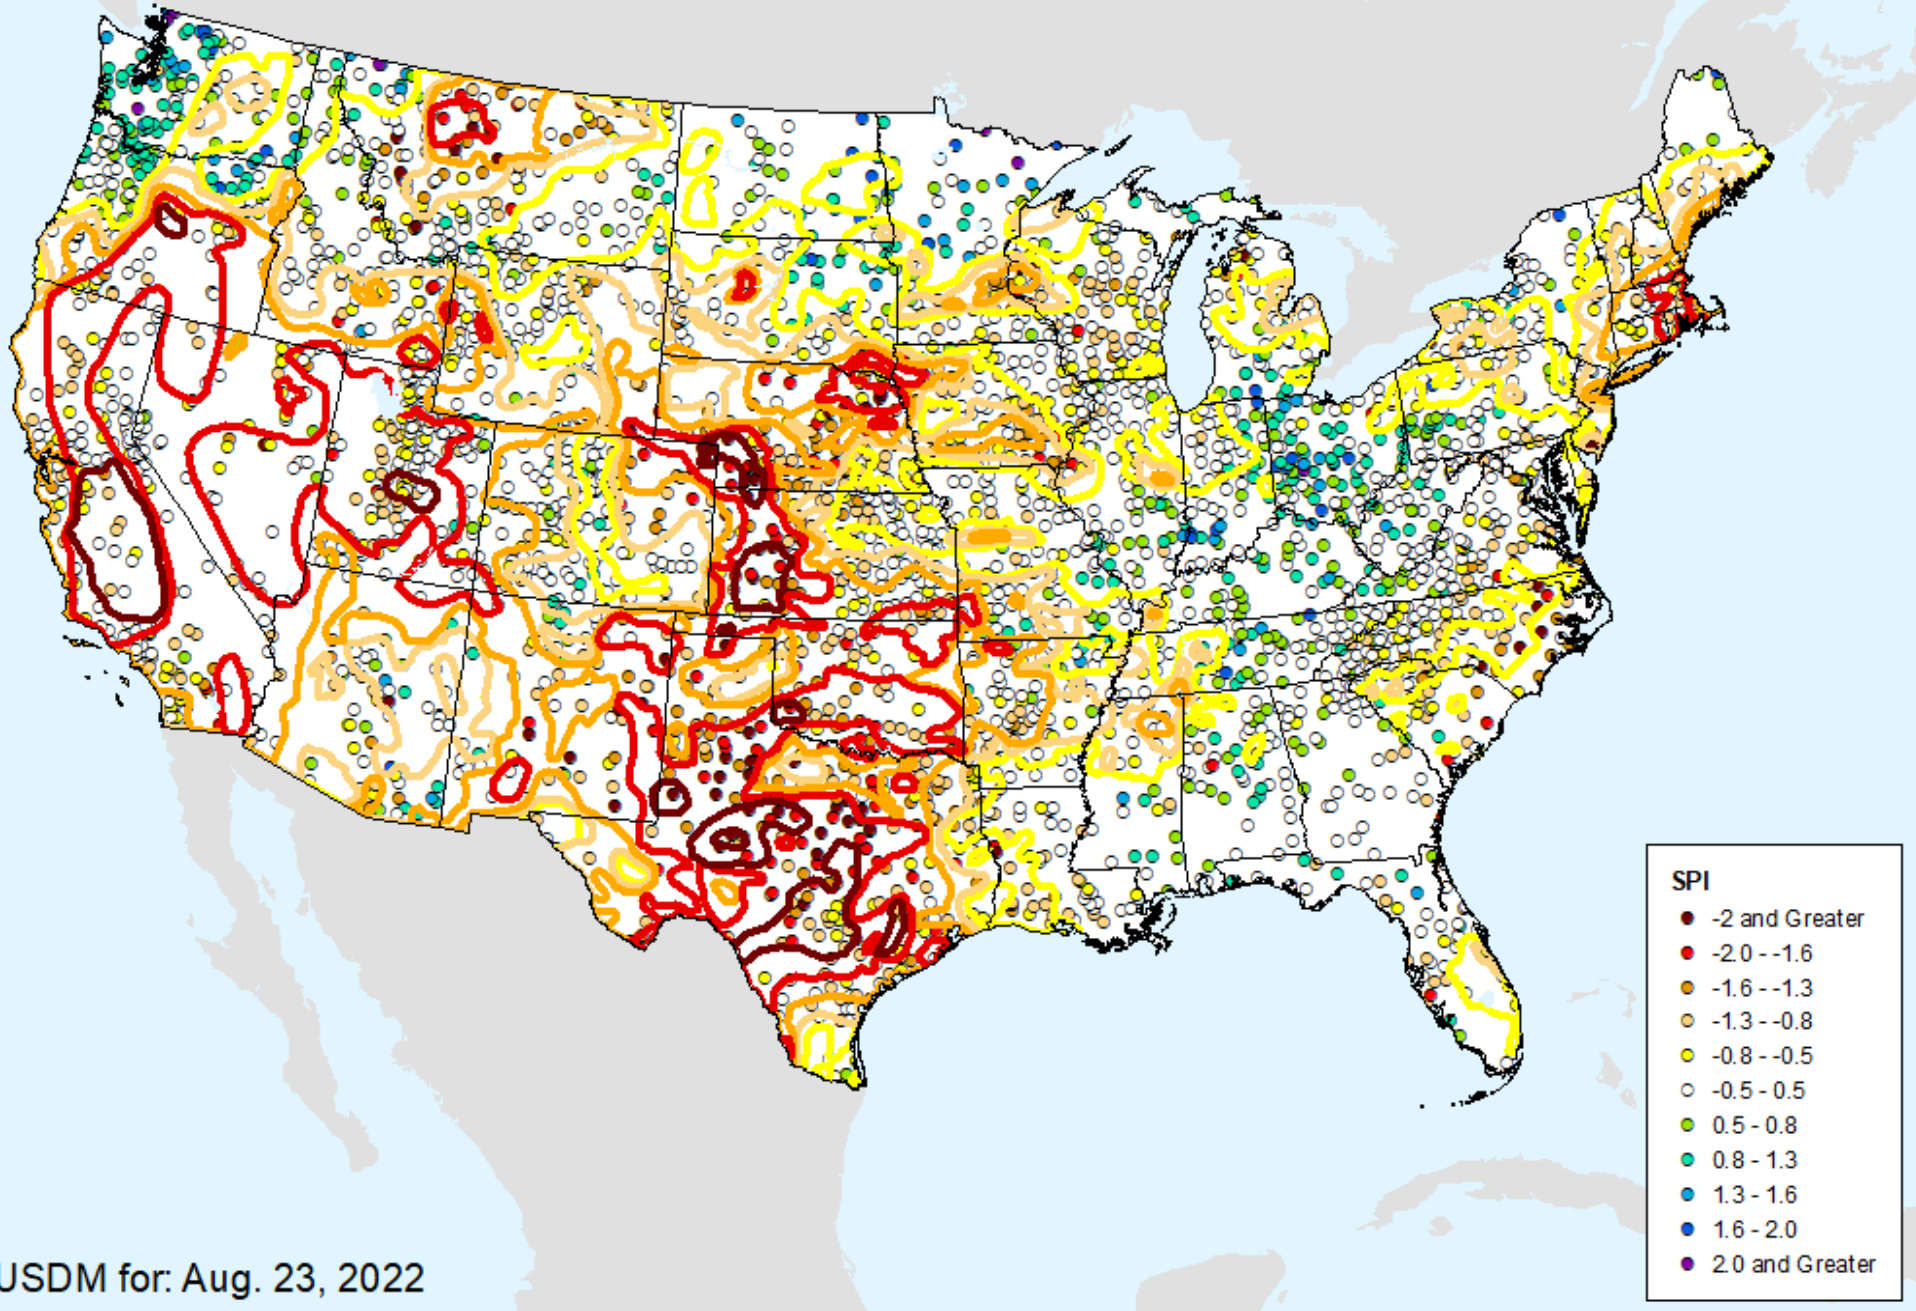 SPI
-2 and Greater
-2.0 - -1.6
-1.6 - -1.3
-1.3 - -0.8
-0.8 - -0.5
-0.5 - 0.5
0.5 - 0.8
0.8 - 1.3
1.3 - 1.6
1.6 - 2.0
2.0 and Greater
USDM for: Aug. 23, 2022